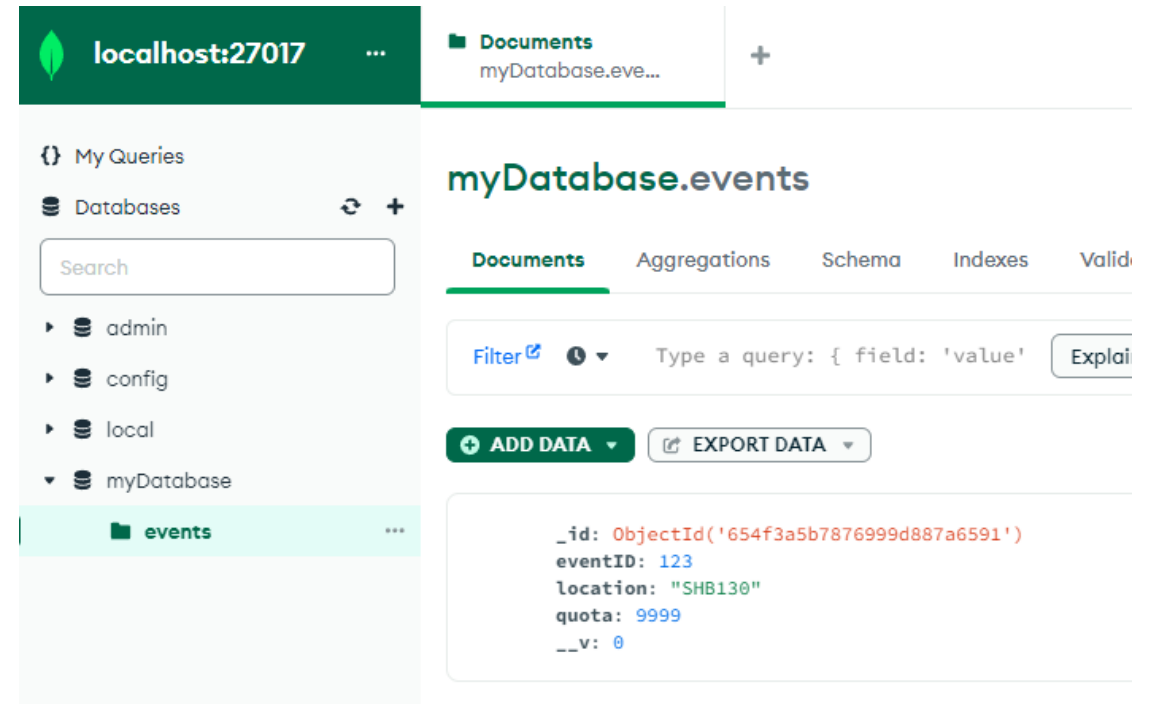 localhost:27017
Documents
myDatabase.eve...
My Queries
Databases
Search
admin
config
local
myDatabase
events
myDatabase.events
Documents Aggregations Schema Indexes Valid
Filter Type a query: { field: 'value' Explai
ADD DATA EXPORT DATA
_id: ObjectId('654f3a5b7876999d887a6591')
eventID: 123
location: "SHB130"
quota: 9999
__v: 0